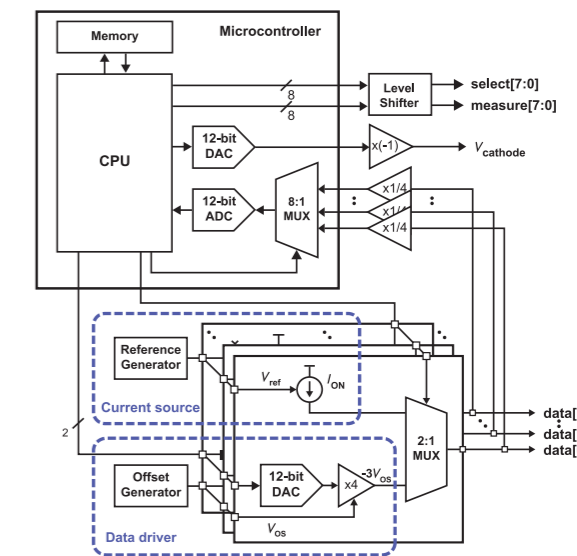 Microcontroller
Memory
CPU
8
8
Level
Shifter
select[7:0]
measure[7:0]
12-bit
DAC
x(-1)
Vcathode
12-bit
ADC
8:1
MUX
x1/4
x1/4
x1/4
Reference
Generator
Vref
ION
Current source
2
2:1
MUX
data[
data[
data[
Offset
Generator
12-bit
DAC
x4
-3Vos
Vos
Data driver